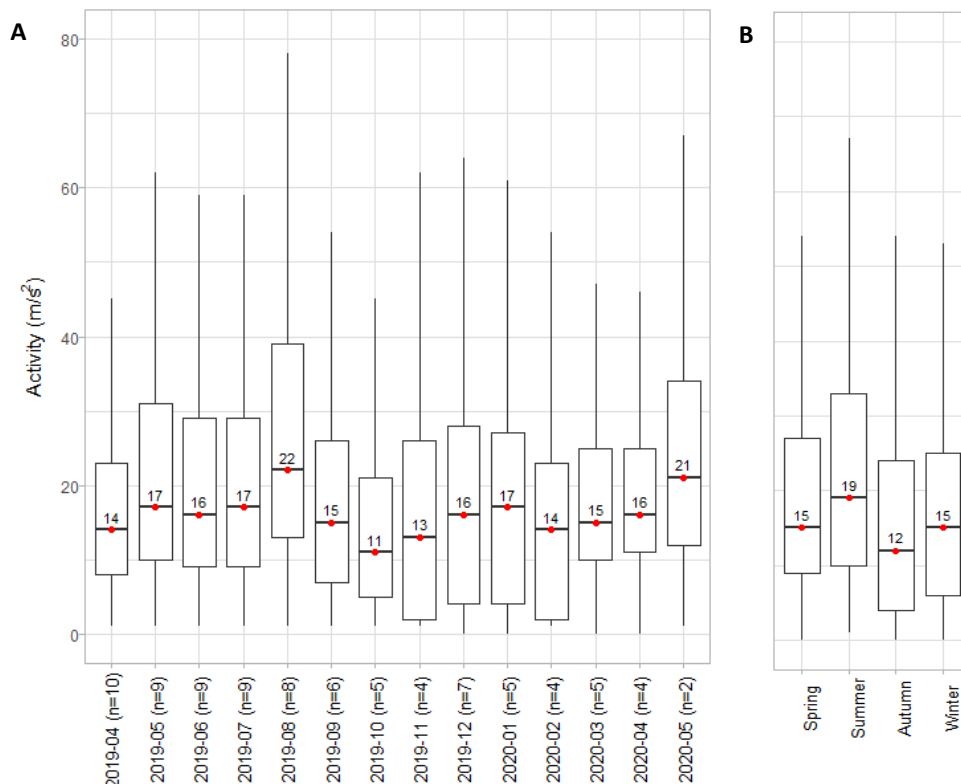 A
B
80
60
40
20
0
Activity (m/s²)
14
17
16
17
22
15
11
13
16
17
14
15
16
21
15
19
12
15
2019-04 (n=10)
2019-05 (n=9)
2019-06 (n=9)
2019-07 (n=9)
2019-08 (n=8)
2019-09 (n=6)
2019-10 (n=5)
2019-11 (n=4)
2019-12 (n=7)
2020-01 (n=5)
2020-02 (n=4)
2020-03 (n=5)
2020-04 (n=4)
2020-05 (n=2)
Spring
Summer
Autumn
Winter